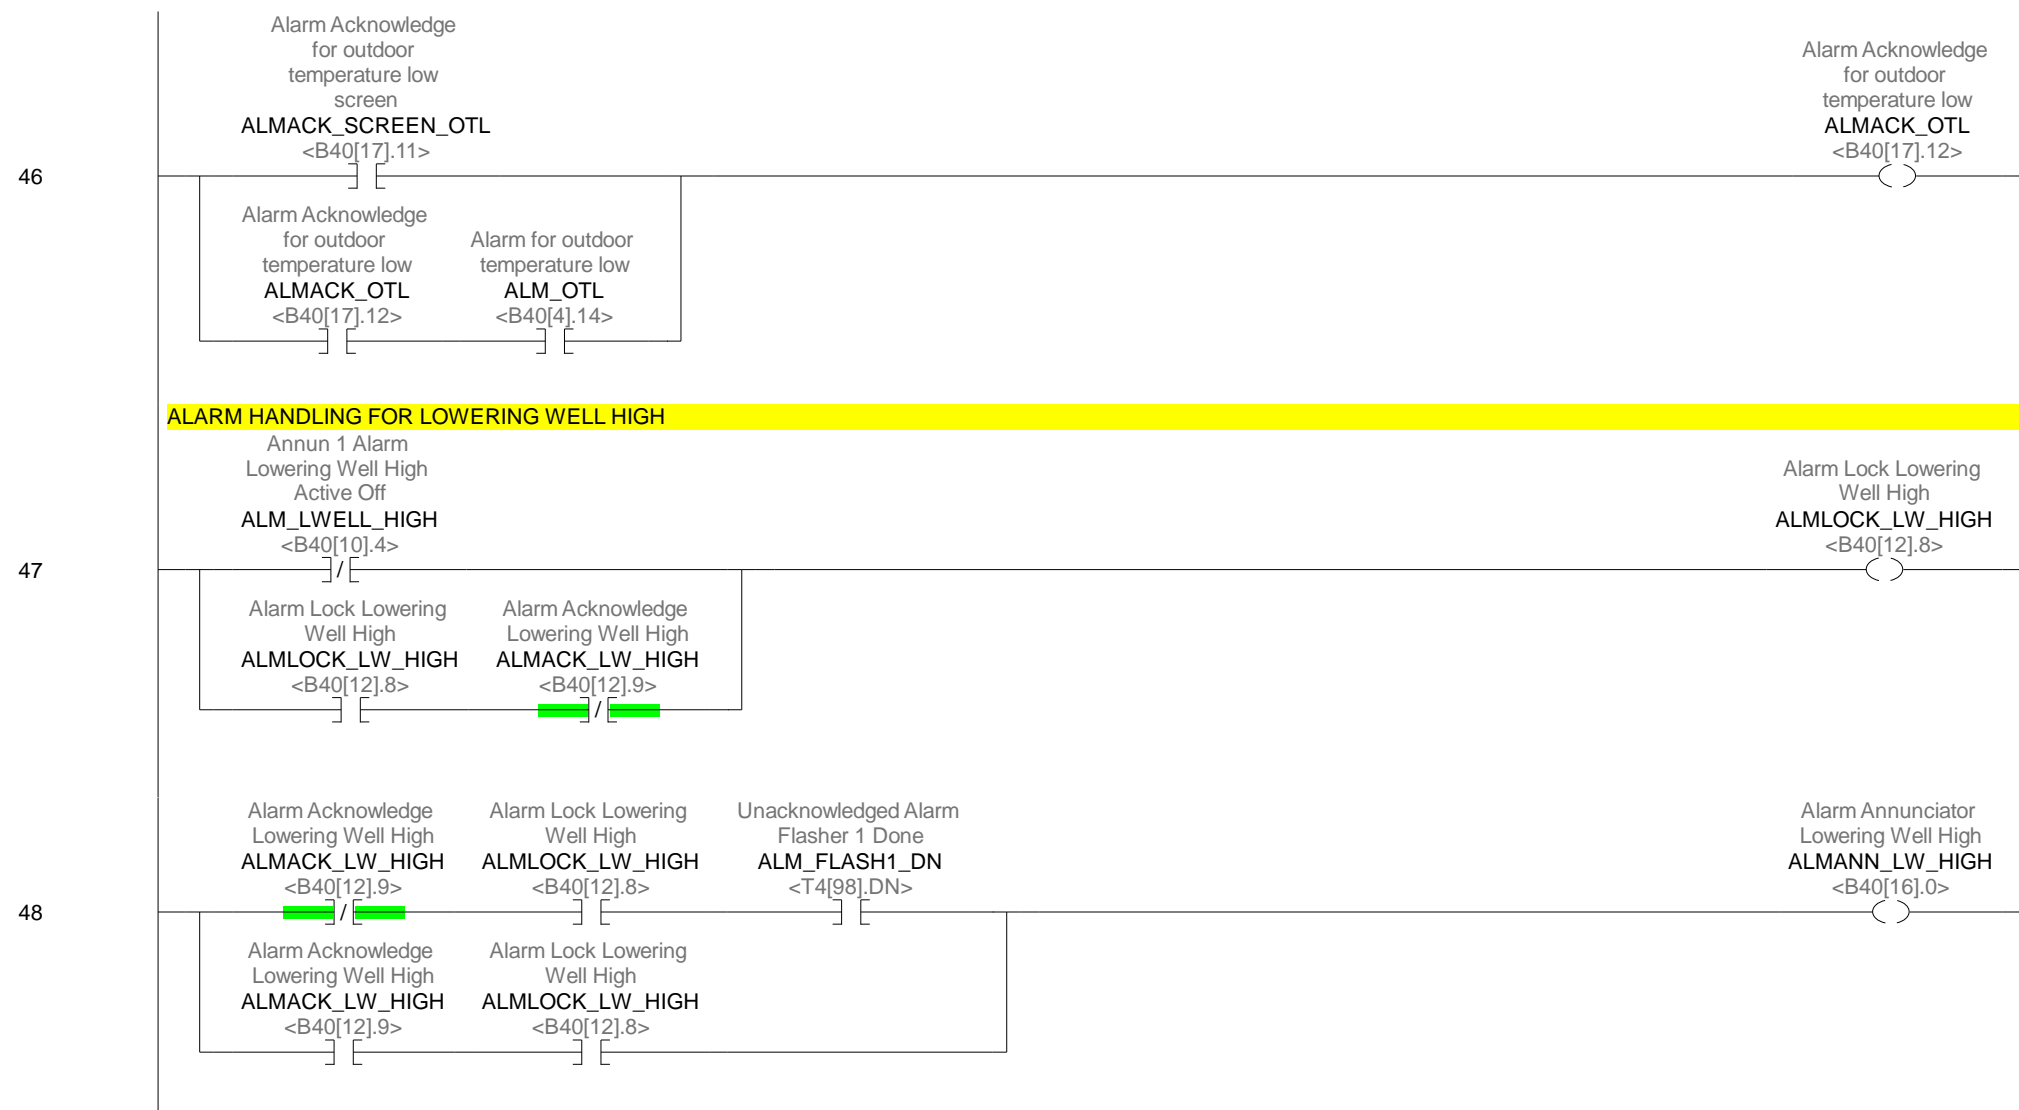 Alarm Acknowledge
for outdoor
temperature low
screen
ALMACK_SCREEN_OTL
<B40[17].11>
Alarm Acknowledge
for outdoor
temperature low
ALMACK_OTL
<B40[17].12>
46
Alarm Acknowledge
for outdoor
temperature low
ALMACK_OTL
<B40[17].12>
Alarm for outdoor
temperature low
ALM_OTL
<B40[4].14>
ALARM HANDLING FOR LOWERING WELL HIGH
Annun 1 Alarm
Lowering Well High
Active Off
ALM_LWELL_HIGH
<B40[10].4>
/
Alarm Lock Lowering
Well High
ALMLOCK_LW_HIGH
<B40[12].8>
47
Alarm Lock Lowering
Well High
ALMLOCK_LW_HIGH
<B40[12].8>
Alarm Acknowledge
Lowering Well High
ALMACK_LW_HIGH
<B40[12].9>
/
Alarm Acknowledge
Lowering Well High
ALMACK_LW_HIGH
<B40[12].9>
/
Alarm Lock Lowering
Well High
ALMLOCK_LW_HIGH
<B40[12].8>
Unacknowledged Alarm
Flasher 1 Done
ALM_FLASH1_DN
<T4[98].DN>
Alarm Annunciator
Lowering Well High
ALMANN_LW_HIGH
<B40[16].0>
48
Alarm Acknowledge
Lowering Well High
ALMACK_LW_HIGH
<B40[12].9>
Alarm Lock Lowering
Well High
ALMLOCK_LW_HIGH
<B40[12].8>